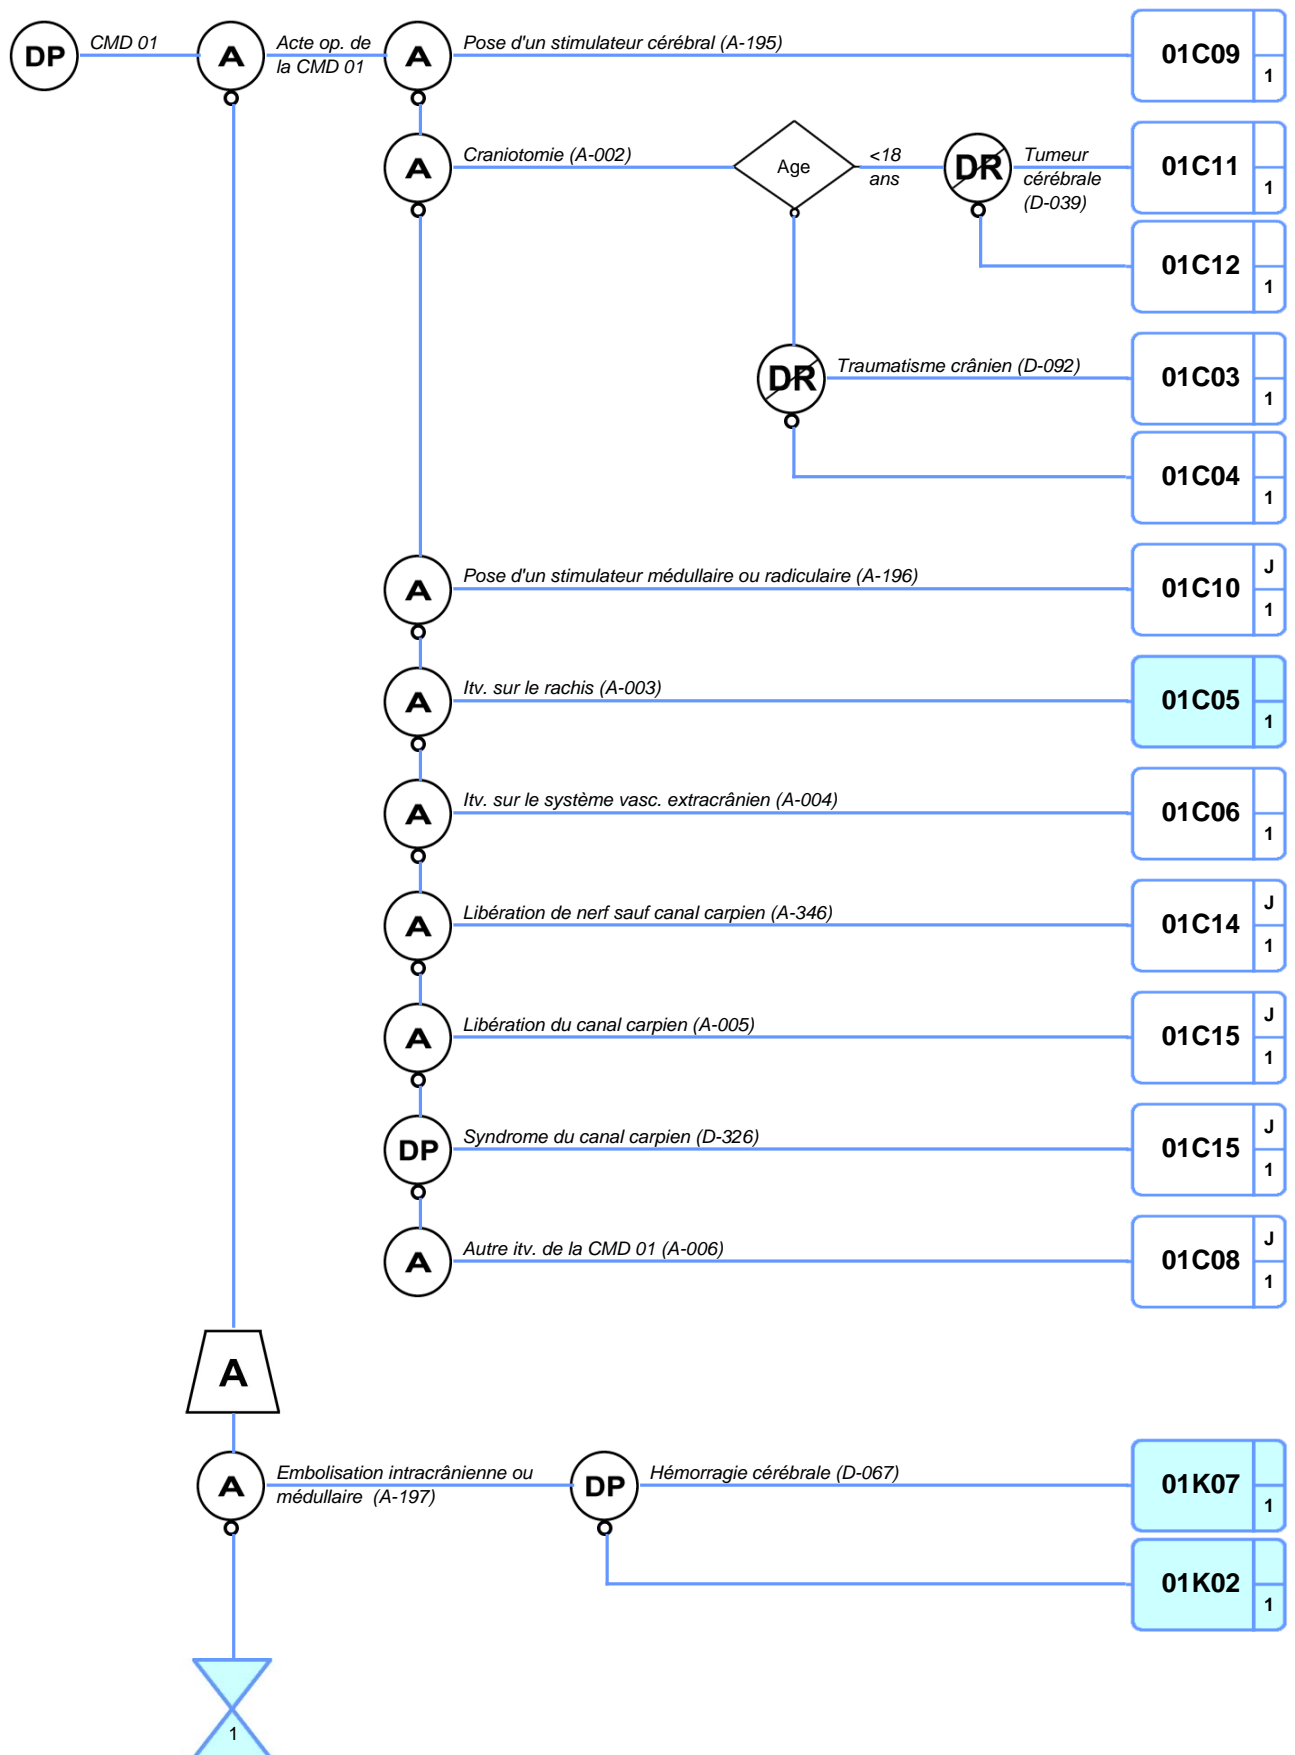 DP
CMD 01
A
Acte op. de
la CMD 01
A
Pose d'un stimulateur cérébral (A-195)
01C09
1
A
Craniotomie (A-002)
Age
<18
ans
DR
Tumeur
cérébrale
(D-039)
01C11
1
01C12
1
DR
Traumatisme crânien (D-092)
01C03
1
01C04
1
A
Pose d'un stimulateur médullaire ou radiculaire (A-196)
01C10
J
1
A
Itv. sur le rachis (A-003)
01C05
1
A
Itv. sur le système vasc. extracrânien (A-004)
01C06
1
A
Libération de nerf sauf canal carpien (A-346)
01C14
J
1
A
Libération du canal carpien (A-005)
01C15
J
1
DP
Syndrome du canal carpien (D-326)
01C15
J
1
A
Autre itv. de la CMD 01 (A-006)
01C08
J
1
A
A
Embolisation intracrânienne ou
médullaire (A-197)
DP
Hémorragie cérébrale (D-067)
01K07
1
01K02
1
1